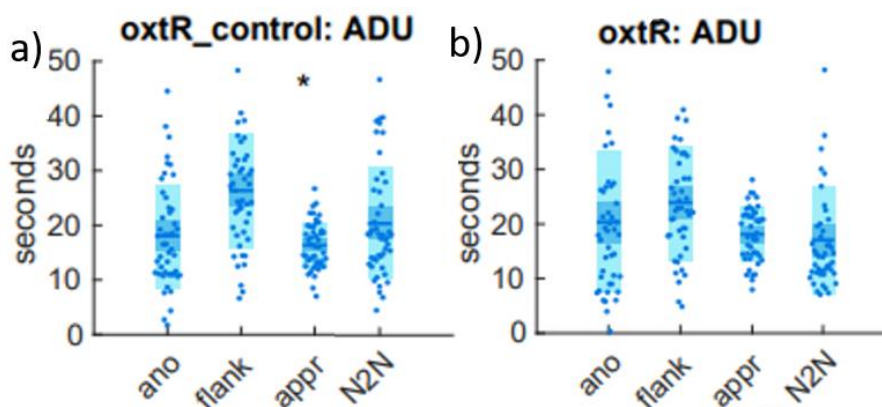 a) oxtR_control: ADU
50
40
30
20
10
0
seconds
*
ano
flank
appr
N2N
b) oxtR: ADU
50
40
30
20
10
0
seconds
ano
flank
appr
N2N